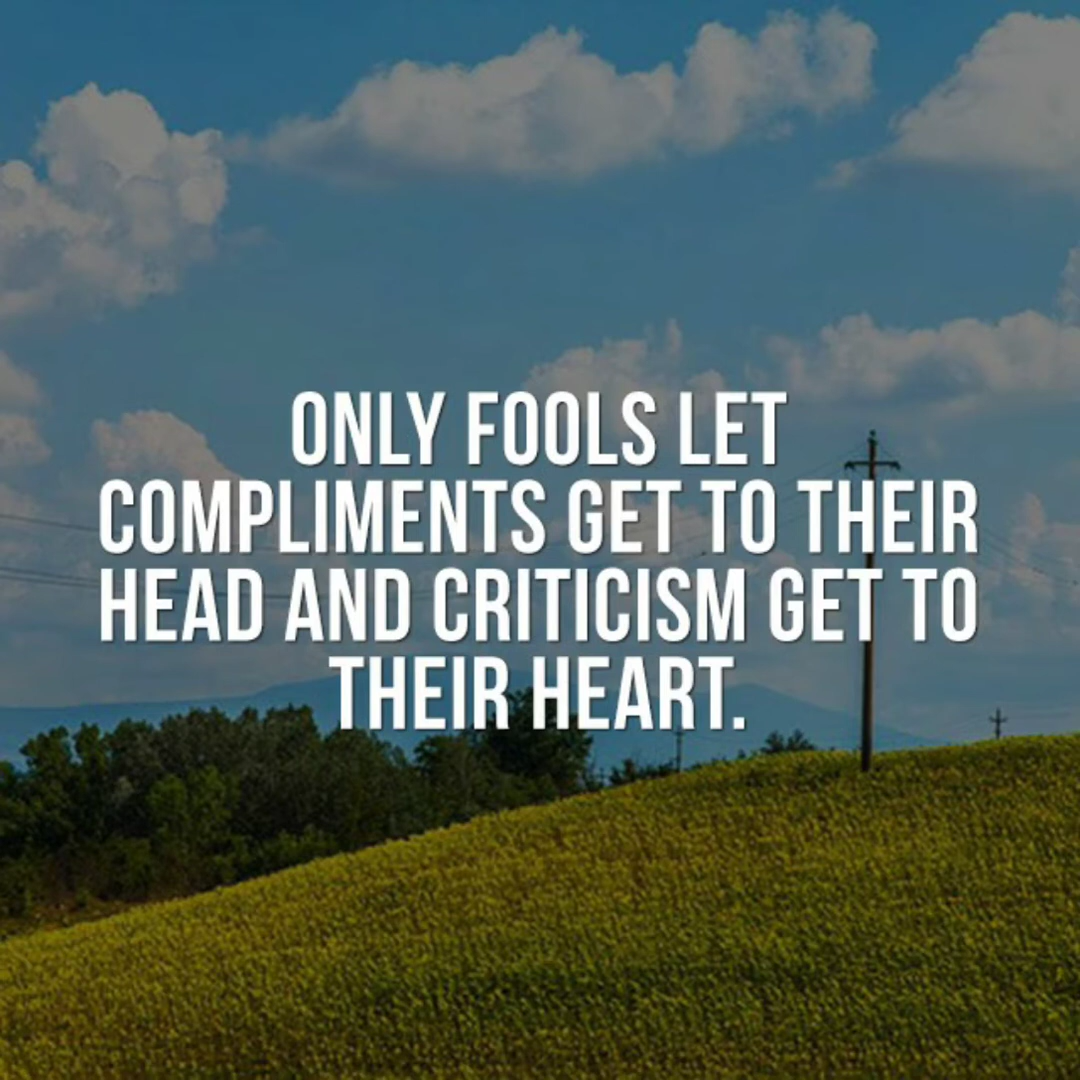 ONLY FOOLS LET
COMPLIMENTS GET TO THEIR
HEAD AND CRITICISM GET TO
THEIR HEART.